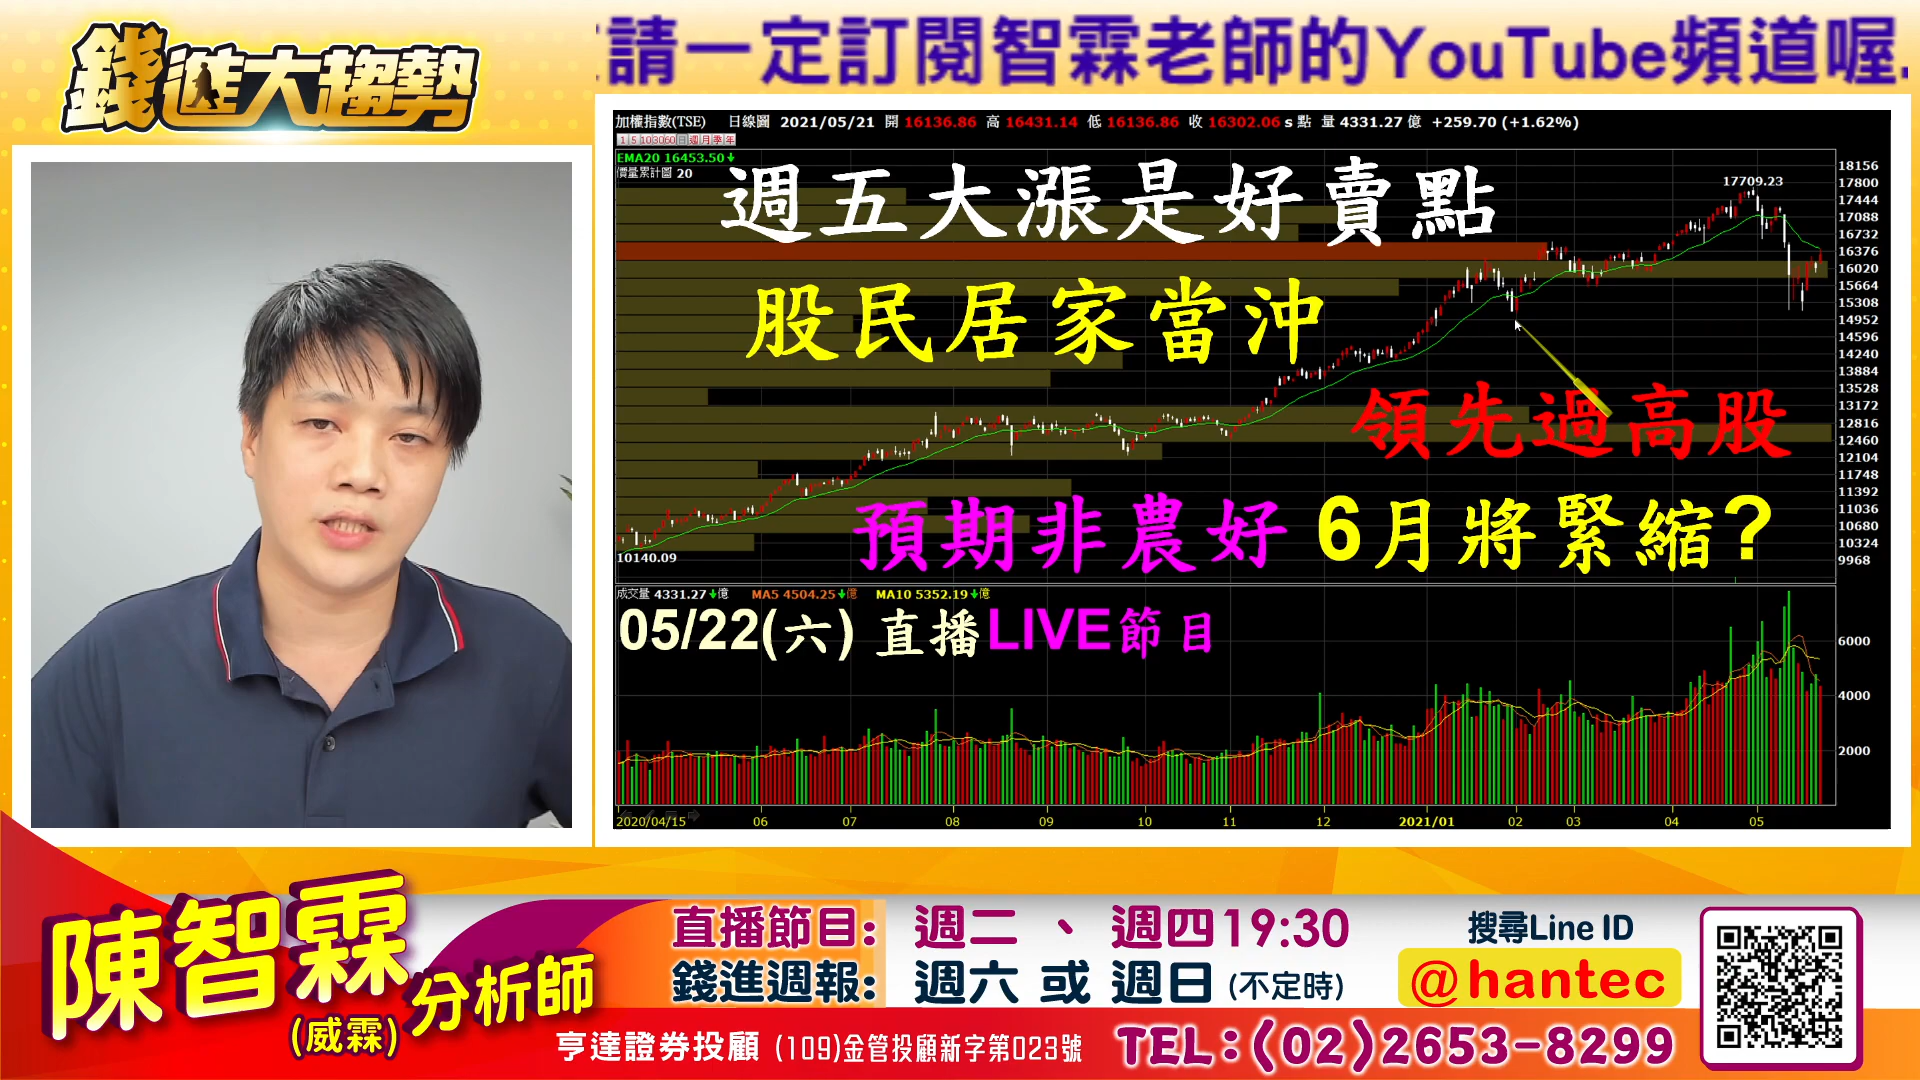 錢進大趨勢
請一定訂閱智霖老師的YouTube頻道喔
加權指數(TSE) 日線圖 2021/05/21 開 16136.86 高 16431.14 低 16136.86 收 16302.06 s 點 量 4331.27 億 +259.70 (+1.62%)
1 5 10 30 60 日 週 月 季 年
EMA20 16453.50↓
價量累計圖 20
週五大漲是好賣點
股民居家當沖
領先過高股
預期非農好 6月將緊縮?
17709.23
10140.09
18156
17800
17444
17088
16732
16376
16020
15664
15308
14952
14596
14240
13884
13528
13172
12816
12460
12104
11748
11392
11036
10680
10324
9968
成交量 4331.27↓億 MA5 4504.25↓億 MA10 5352.19↓億
05/22(六) 直播LIVE節目
6000
4000
2000
2020/04/15 06 07 08 09 10 11 12 2021/01 02 03 04 05
陳智霖
(威霖)
分析師
直播節目: 週二 、 週四19:30
錢進週報: 週六 或 週日 (不定時)
搜尋Line ID
@hantec
亨達證券投顧 (109)金管投顧新字第023號 TEL:(02)2653-8299